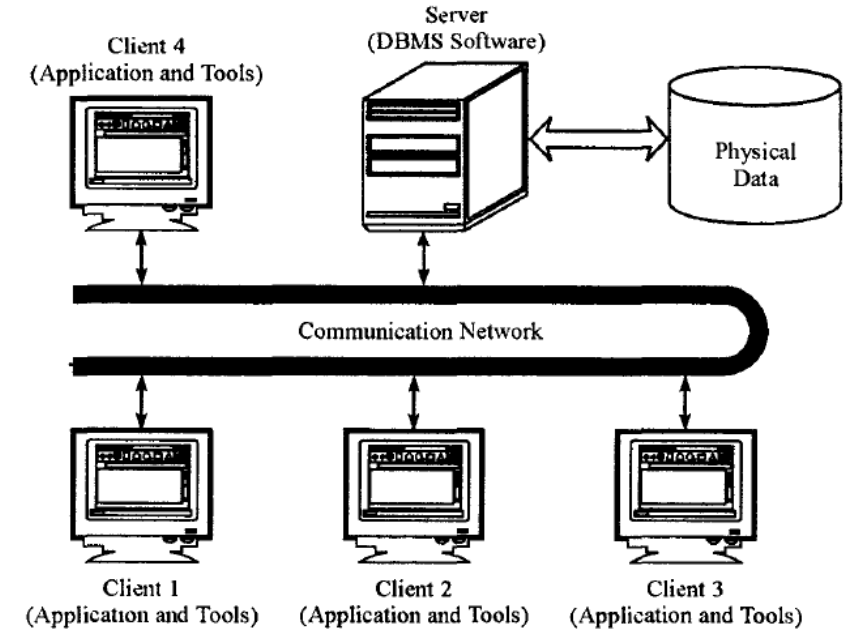 Server
(DBMS Software)
Client 4
(Application and Tools)
Physical
Data
Communication Network
Client 1
(Application and Tools)
Client 2
(Application and Tools)
Client 3
(Application and Tools)